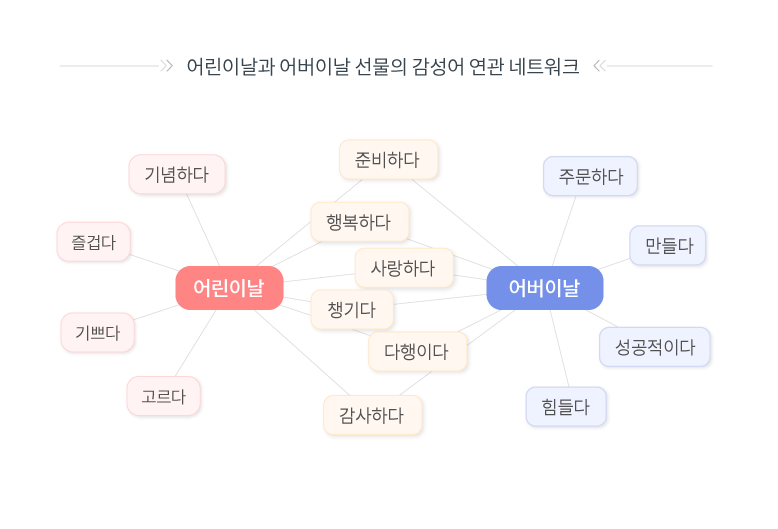 어린이날과 어버이날 선물의 감성어 연관 네트워크
준비하다
기념하다
주문하다
행복하다
즐겁다
만들다
사랑하다
어린이날
어버이날
챙기다
기쁘다
다행이다
성공적이다
고르다
힘들다
감사하다